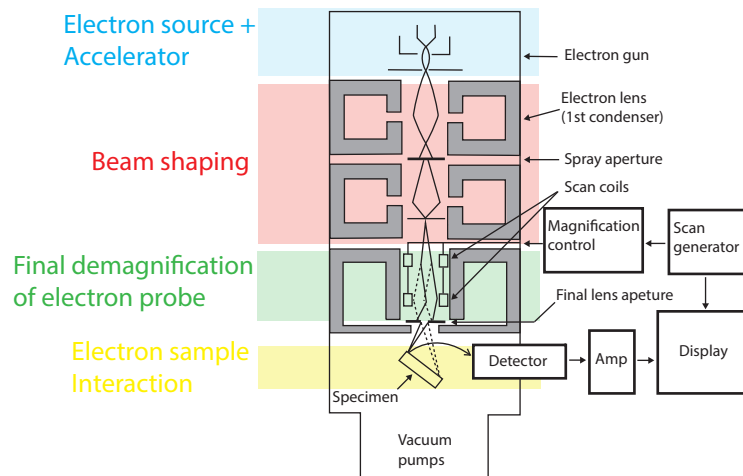 Electron source +
Accelerator
Electron gun
Electron lens
(1st condenser)
Beam shaping
Spray aperture
Scan coils
Magnification
control
Scan
generator
Final demagnification
of electron probe
Final lens apeture
Electron sample
Interaction
Detector
Amp
Display
Specimen
Vacuum
pumps